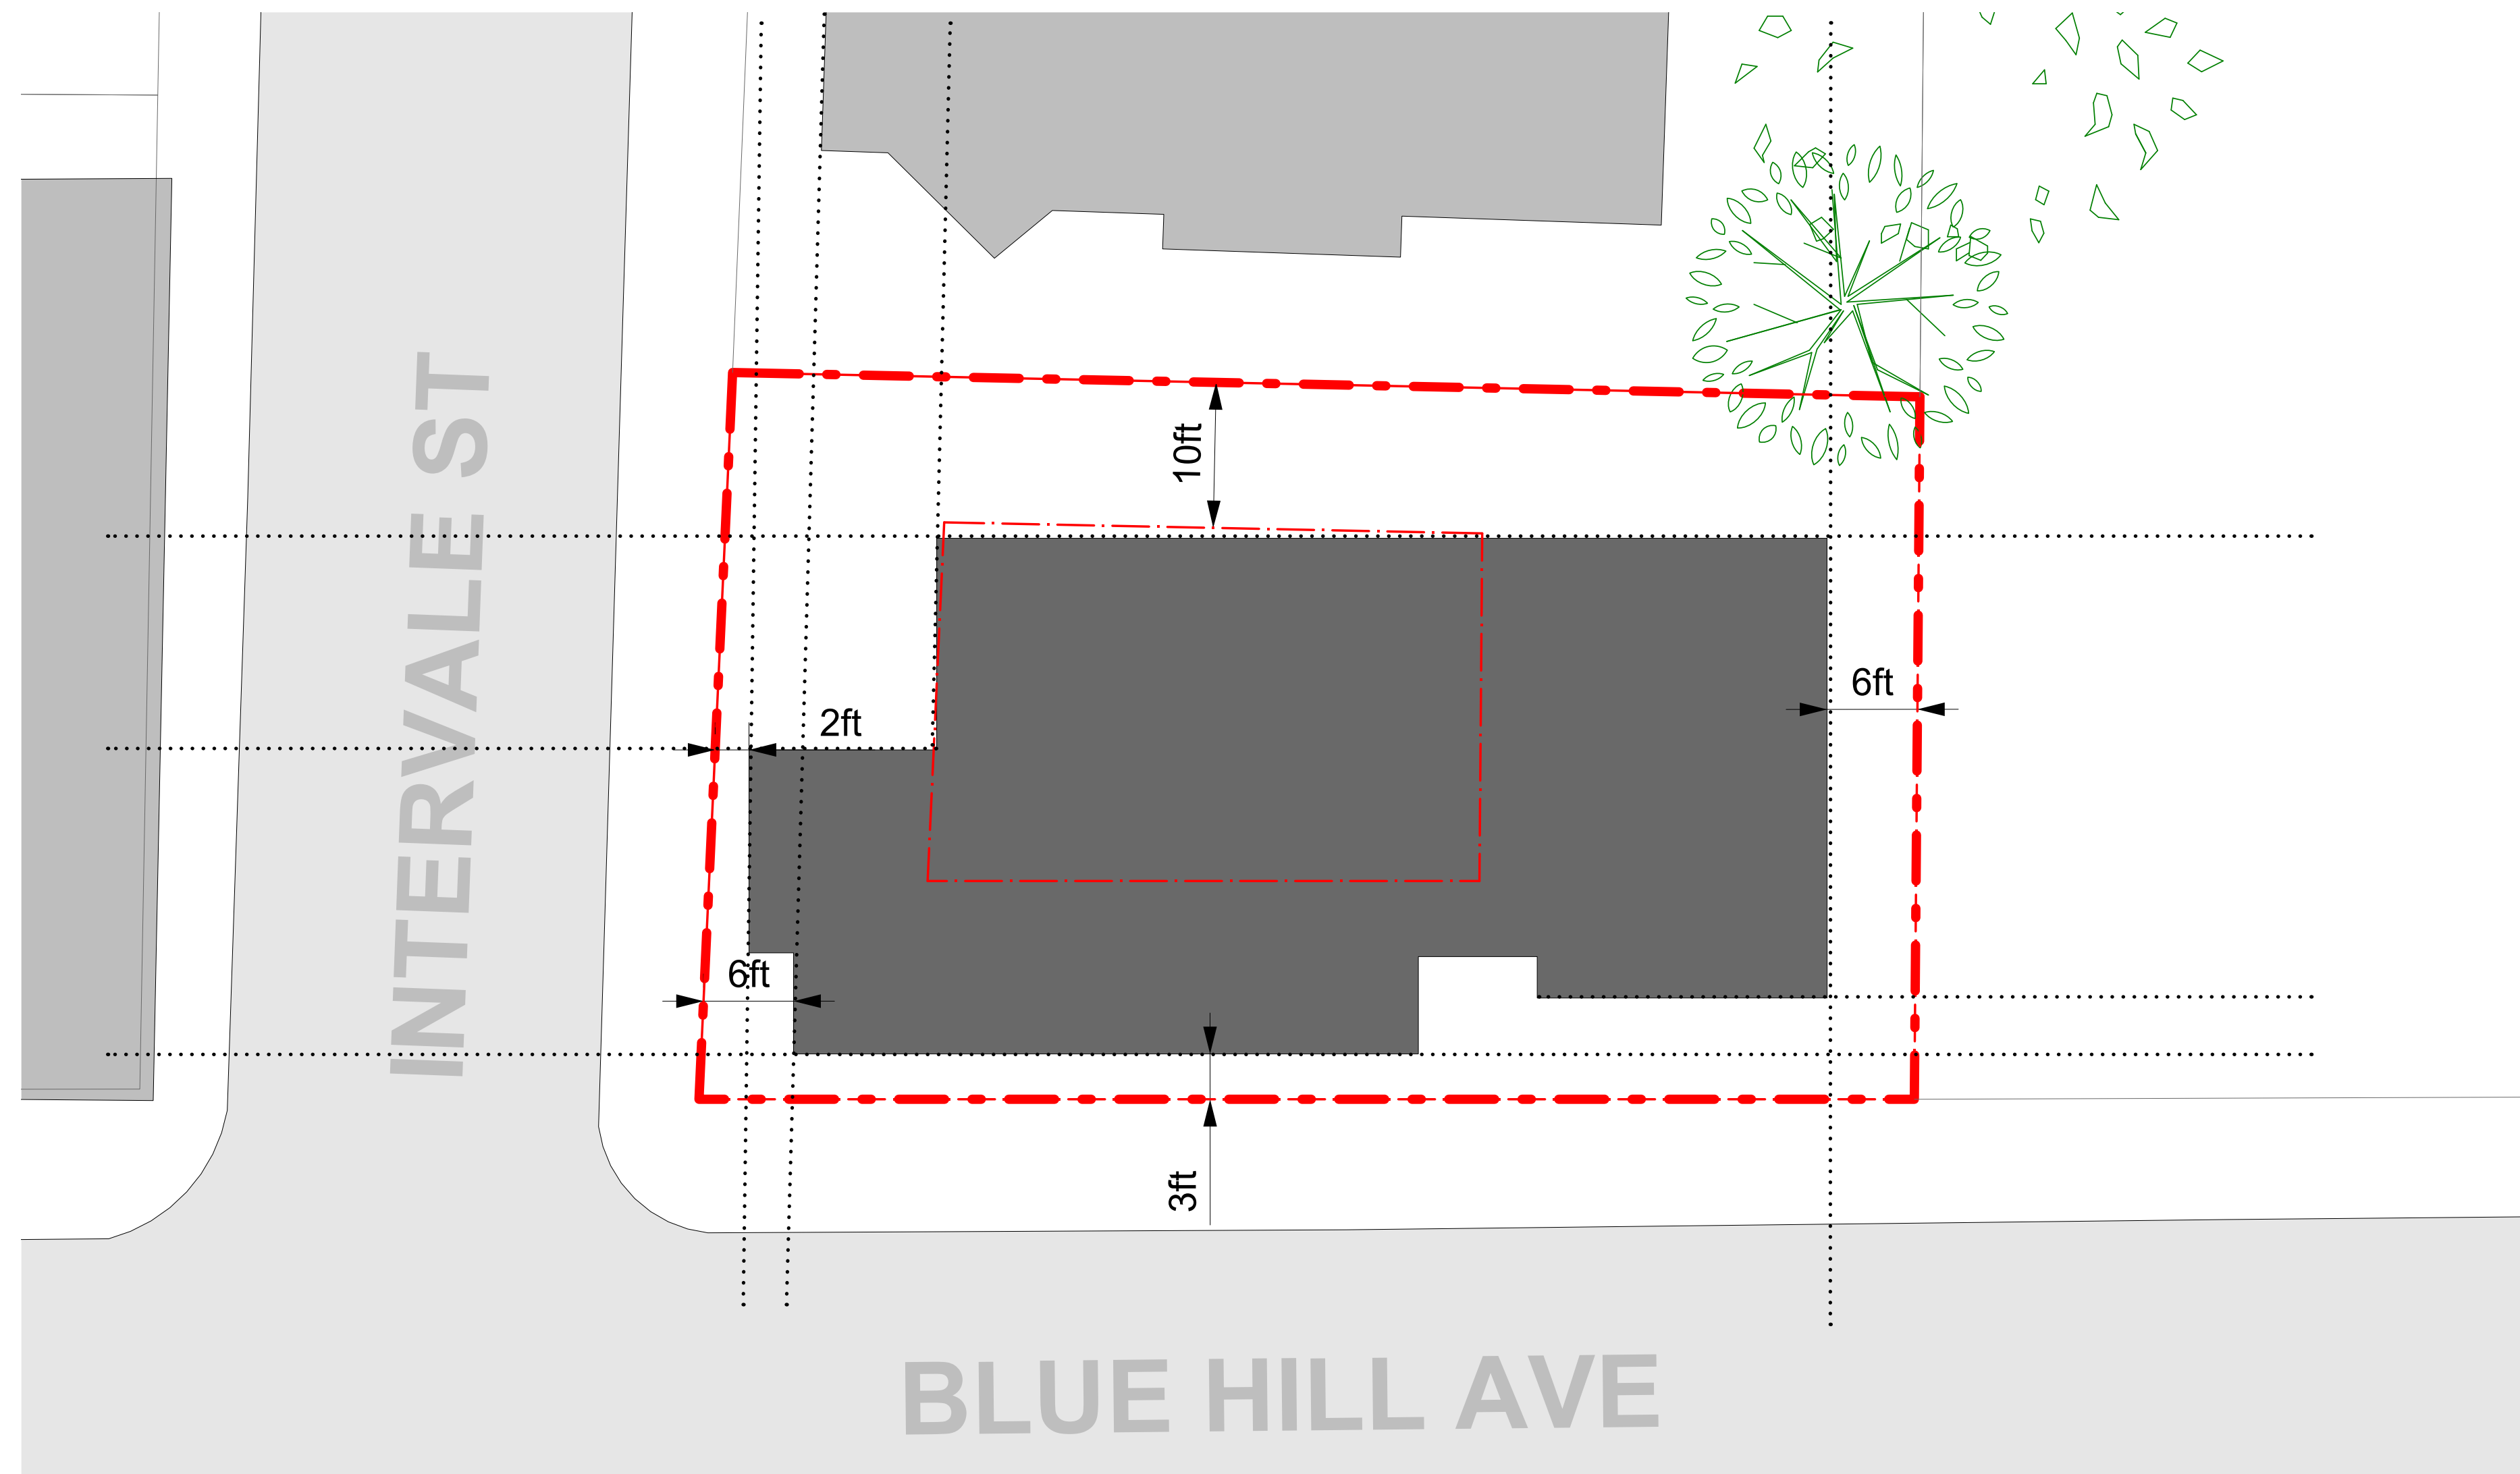 INTERVALE ST
10ft
6ft
2ft
6ft
3ft
BLUE HILL AVE